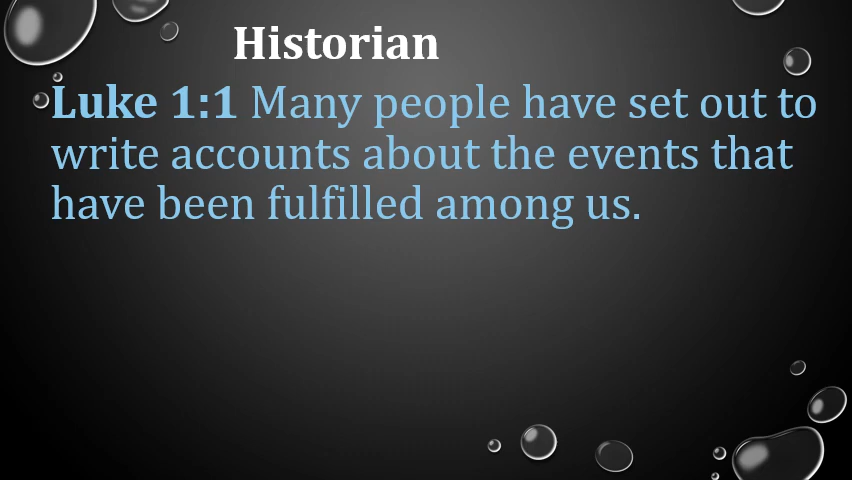 Historian
Luke 1:1 Many people have set out to
write accounts about the events that
have been fulfilled among us.